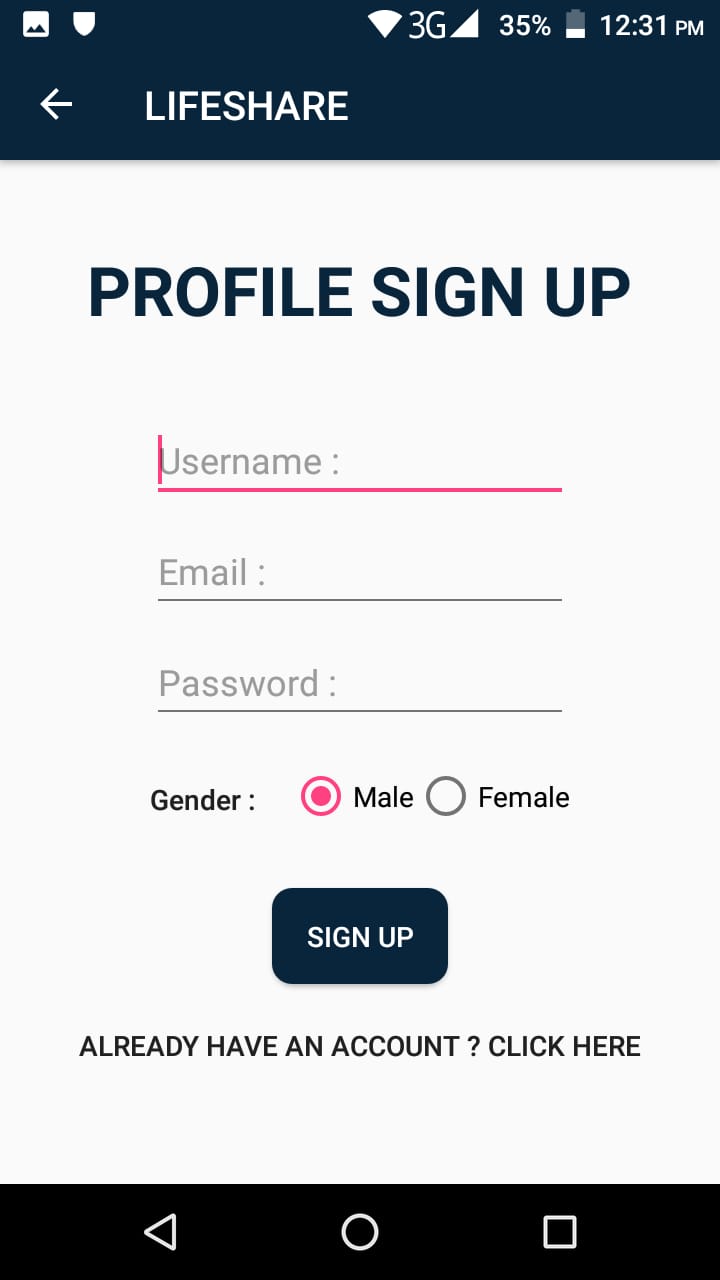 3G 35% 12:31 PM
LIFESHARE
PROFILE SIGN UP
Username :
Email :
Password :
Gender : Male Female
SIGN UP
ALREADY HAVE AN ACCOUNT ? CLICK HERE